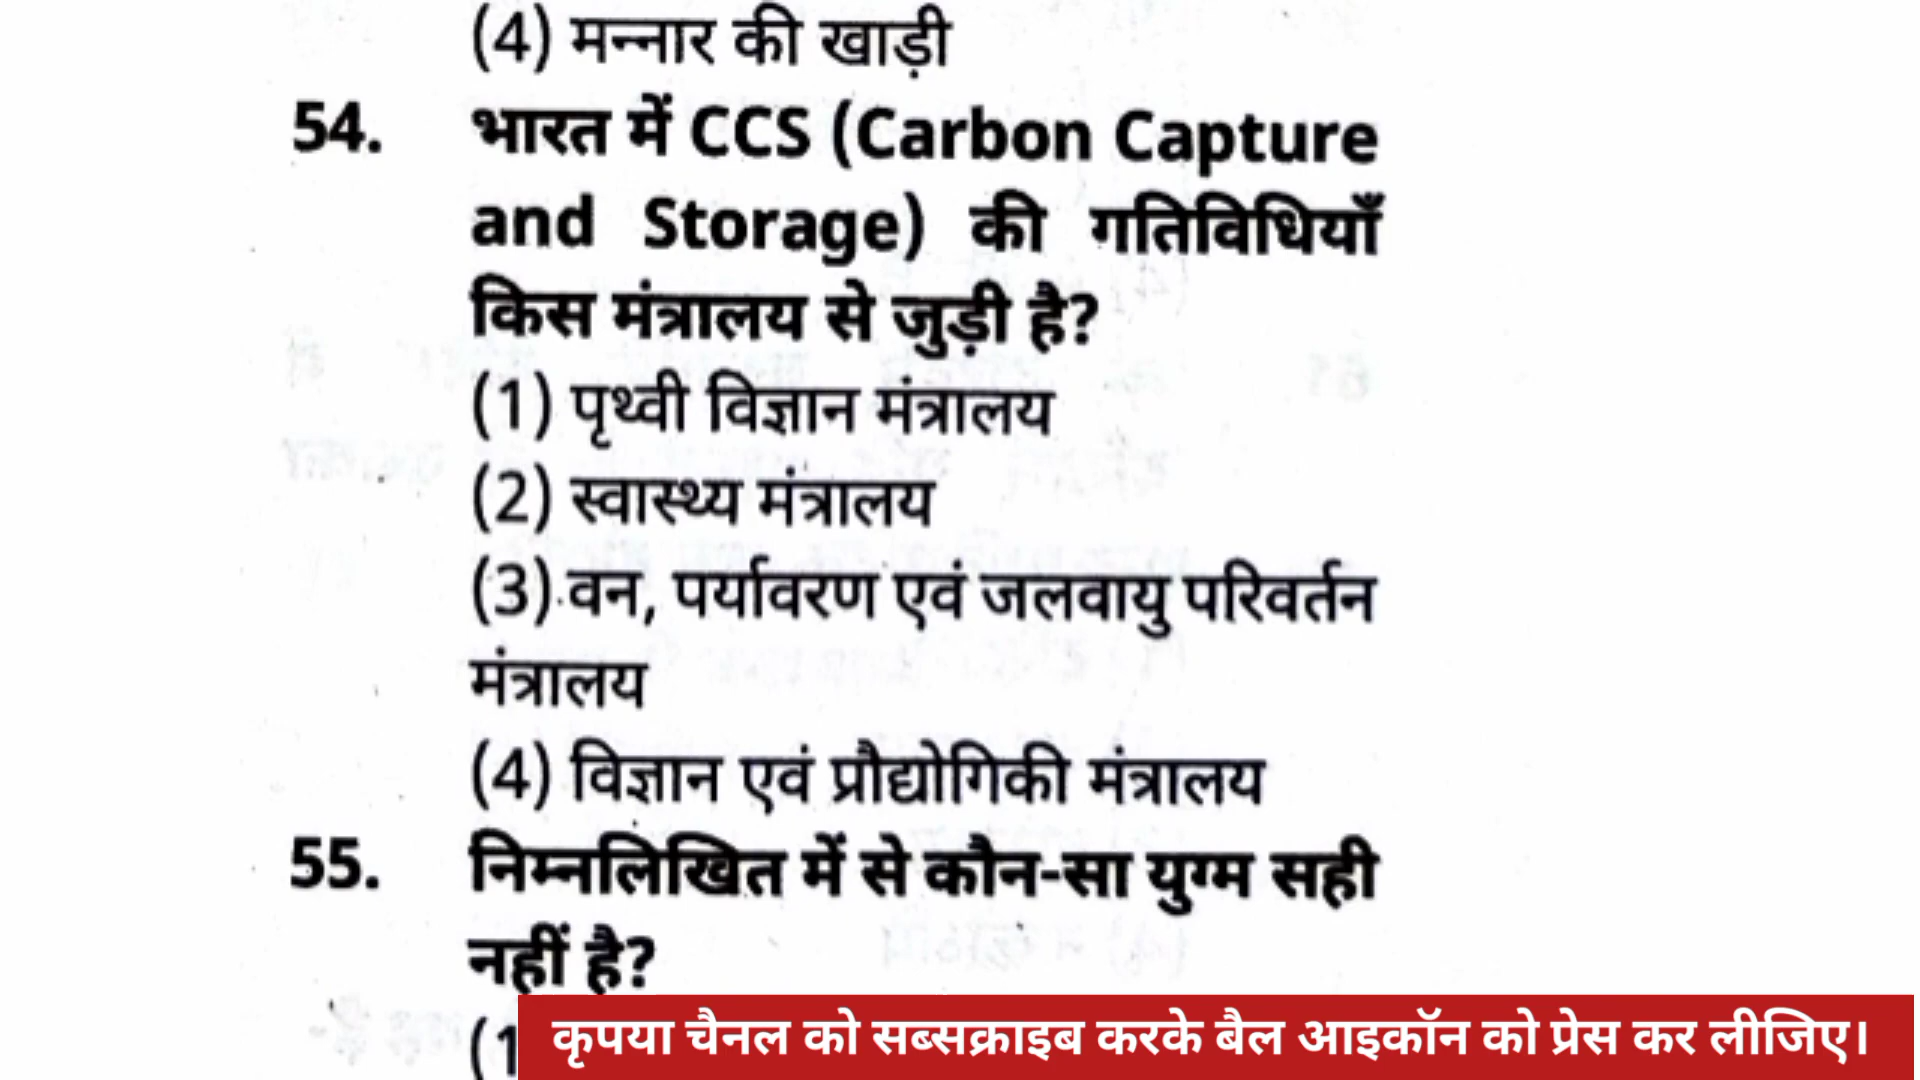 (4) मन्नार की खाड़ी
54. भारत में CCS (Carbon Capture
and Storage) की गतिविधियाँ
किस मंत्रालय से जुड़ी है?
(1) पृथ्वी विज्ञान मंत्रालय
(2) स्वास्थ्य मंत्रालय
(3) वन, पर्यावरण एवं जलवायु परिवर्तन
मंत्रालय
(4) विज्ञान एवं प्रौद्योगिकी मंत्रालय
55. निम्नलिखित में से कौन-सा युग्म सही
नहीं है?
(1
कृपया चैनल को सब्सक्राइब करके बैल आइकॉन को प्रेस कर लीजिए।